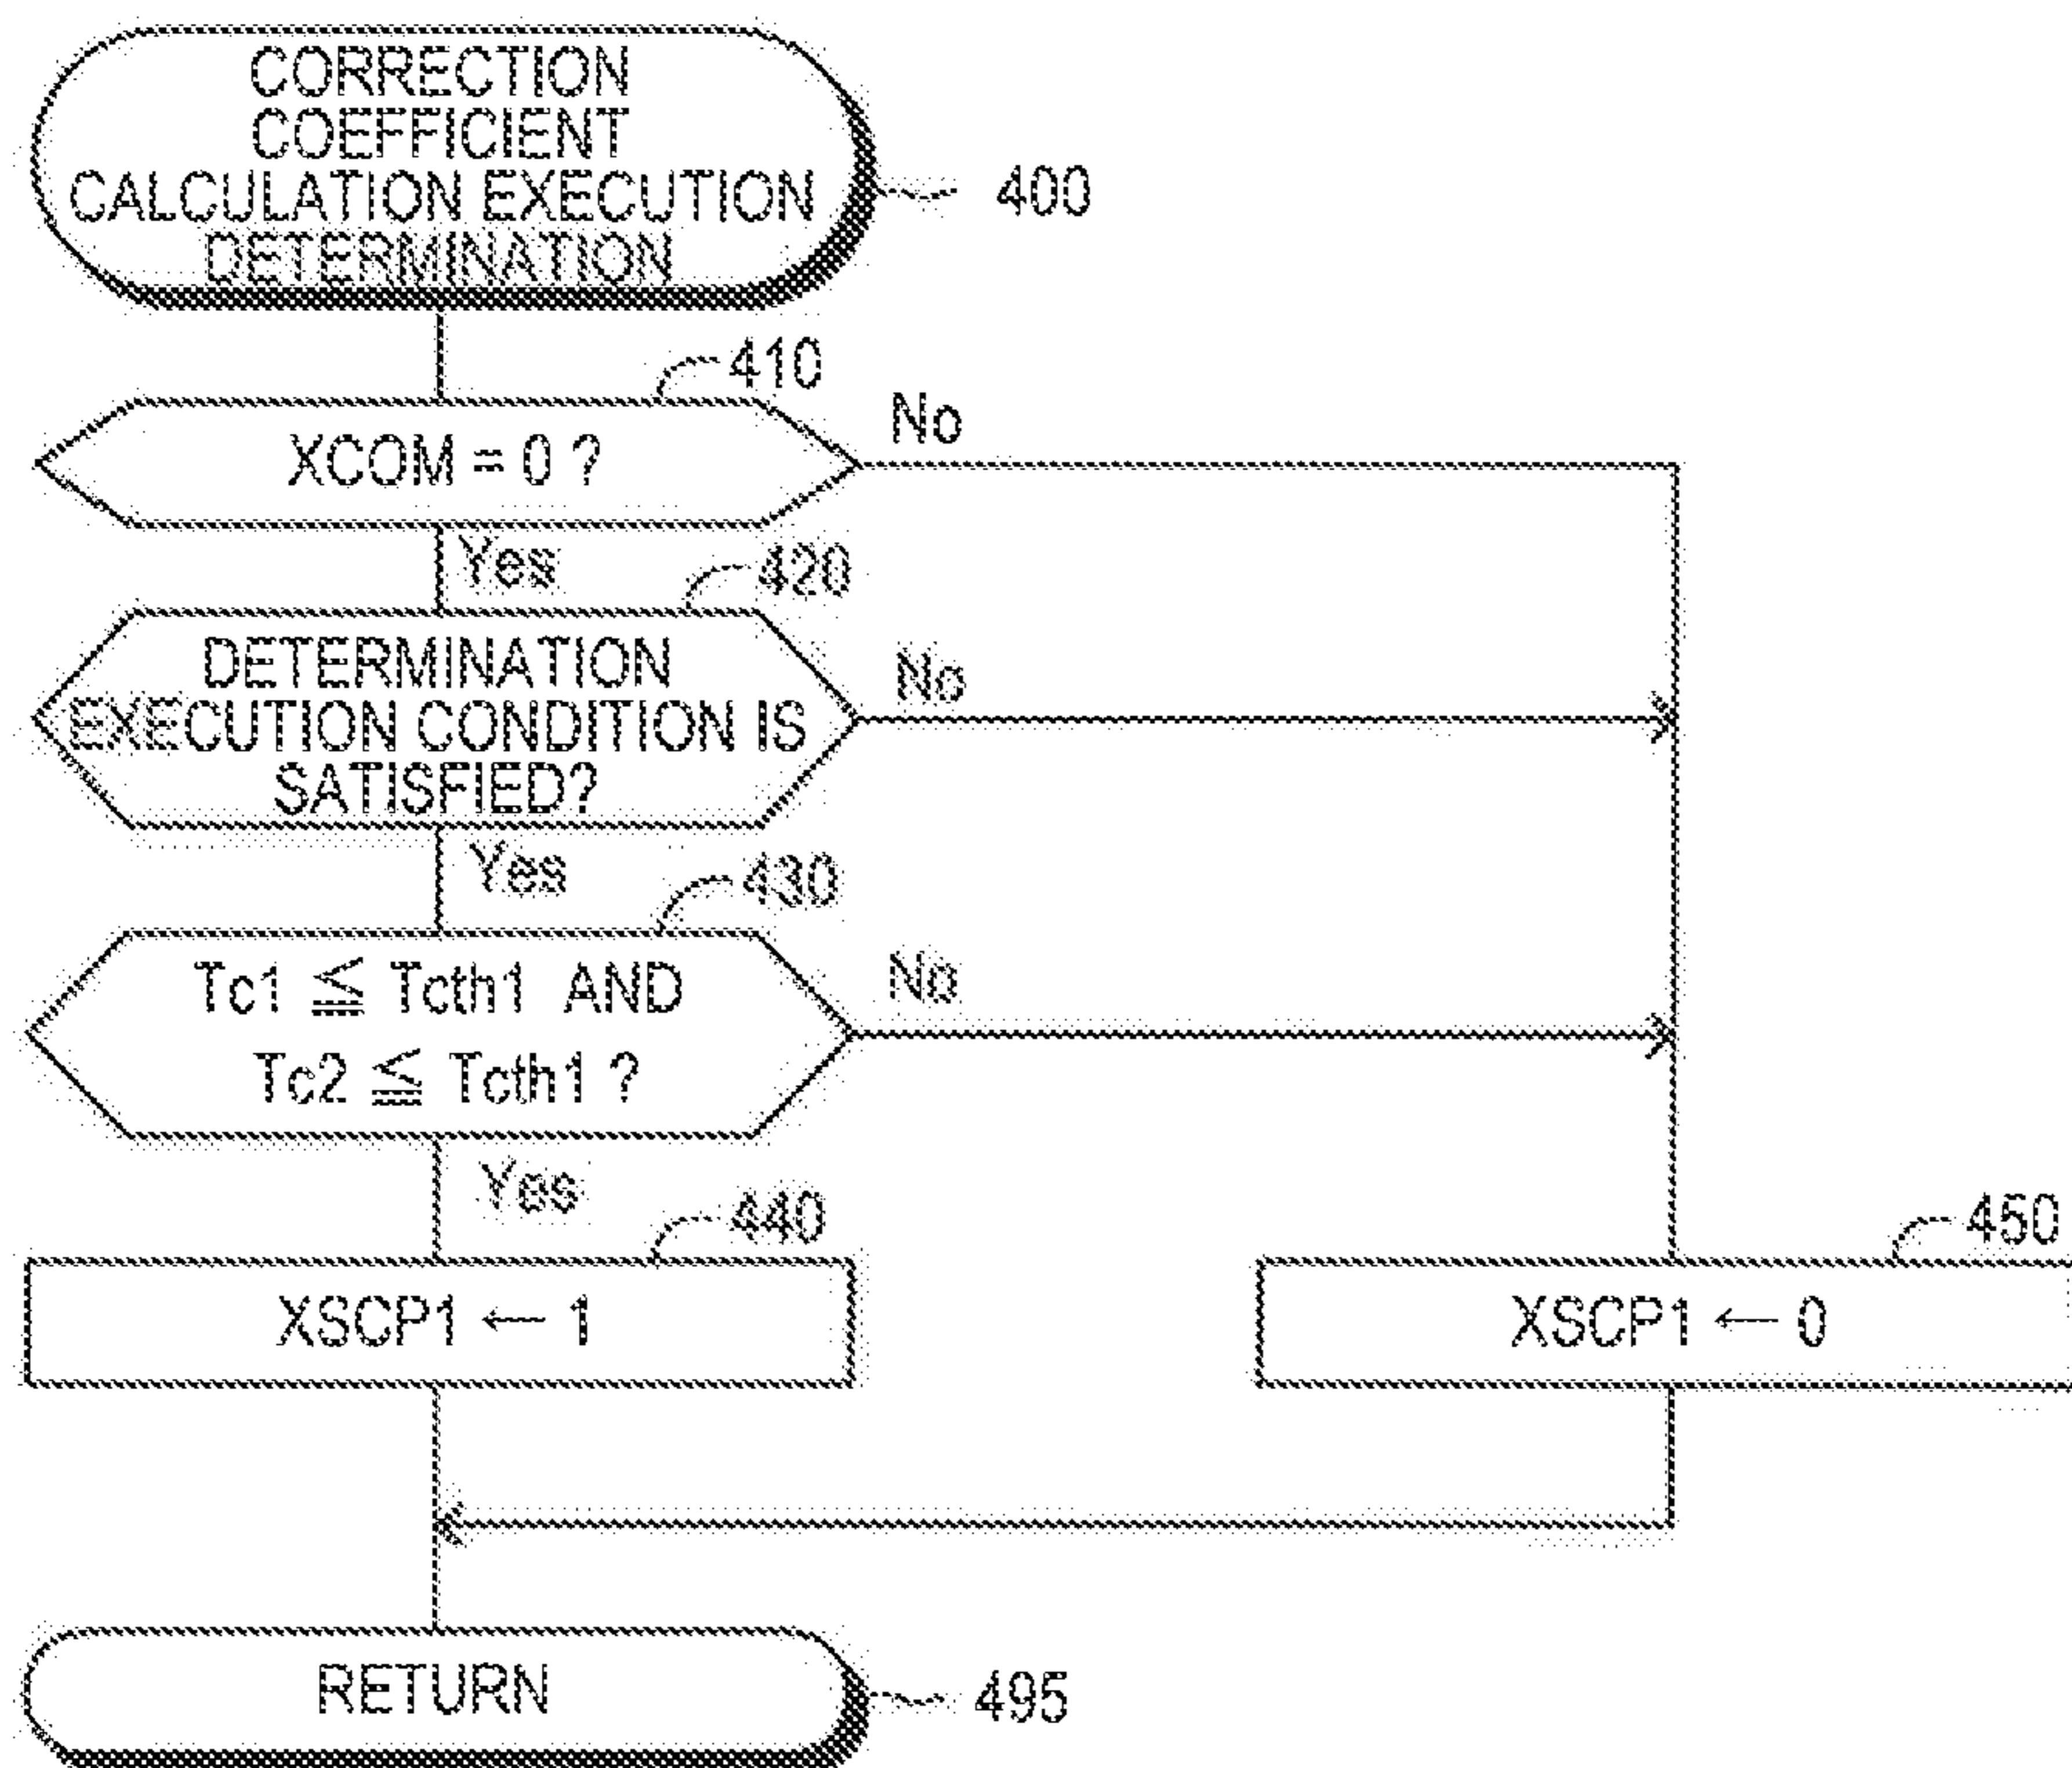 CORRECTION
COEFFICIENT
CALCULATION EXECUTION
DETERMINATION
400
410
XCOM = 0 ?
No
Yes
420
DETERMINATION
EXECUTION CONDITION IS
SATISFIED?
No
Yes
430
Tc1 ≦ Tcth1 AND
Tc2 ≦ Tcth1 ?
No
Yes
440
XSCP1 ← 1
450
XSCP1 ← 0
RETURN
495